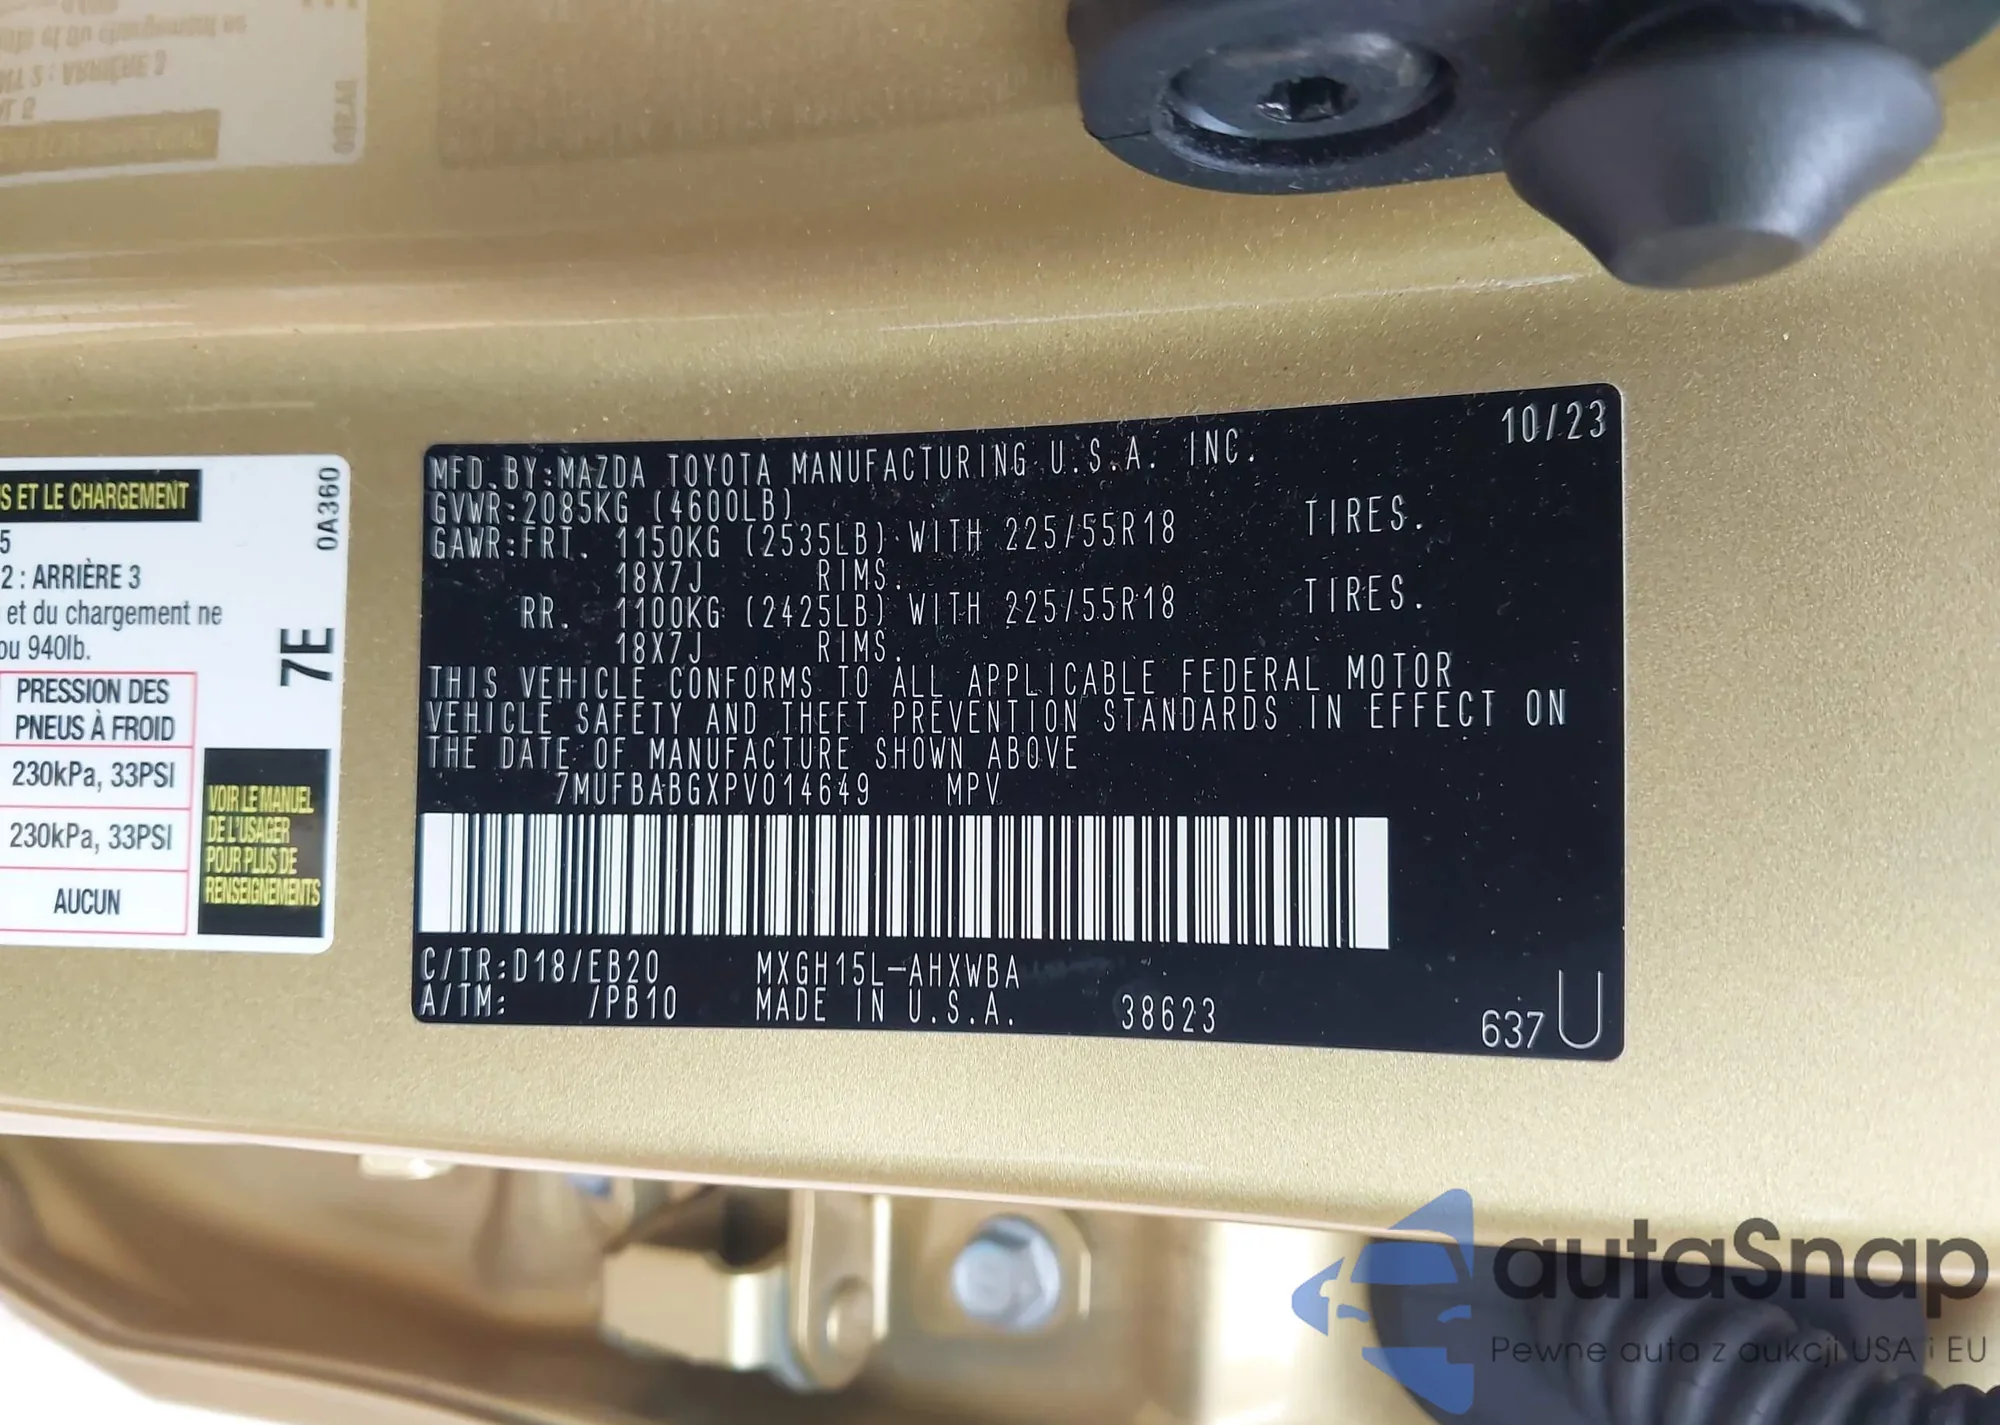 S ET LE CHARGEMENT
5
2 : ARRIÈRE 3
et du chargement ne
ou 940lb.
PRESSION DES
PNEUS À FROID
230kPa, 33PSI
230kPa, 33PSI
AUCUN
VOIR LE MANUEL
DE L'USAGER
POUR PLUS DE
RENSEIGNEMENTS
0A360
7E
10/23
MFD.BY:MAZDA TOYOTA MANUFACTURING U.S.A. INC.
GVWR:2085KG (4600LB)
GAWR:FRT. 1150KG (2535LB) WITH 225/55R18 TIRES.
18X7J RIMS.
RR. 1100KG (2425LB) WITH 225/55R18 TIRES.
18X7J RIMS.
THIS VEHICLE CONFORMS TO ALL APPLICABLE FEDERAL MOTOR
VEHICLE SAFETY AND THEFT PREVENTION STANDARDS IN EFFECT ON
THE DATE OF MANUFACTURE SHOWN ABOVE
7MUFBABGXPV014649 MPV
C/TR:D18/EB20 MXGH15L-AHXWBA
A/TM: /PB10 MADE IN U.S.A. 38623
637 U
autaSnap
Pewne auta z aukcji USA i EU